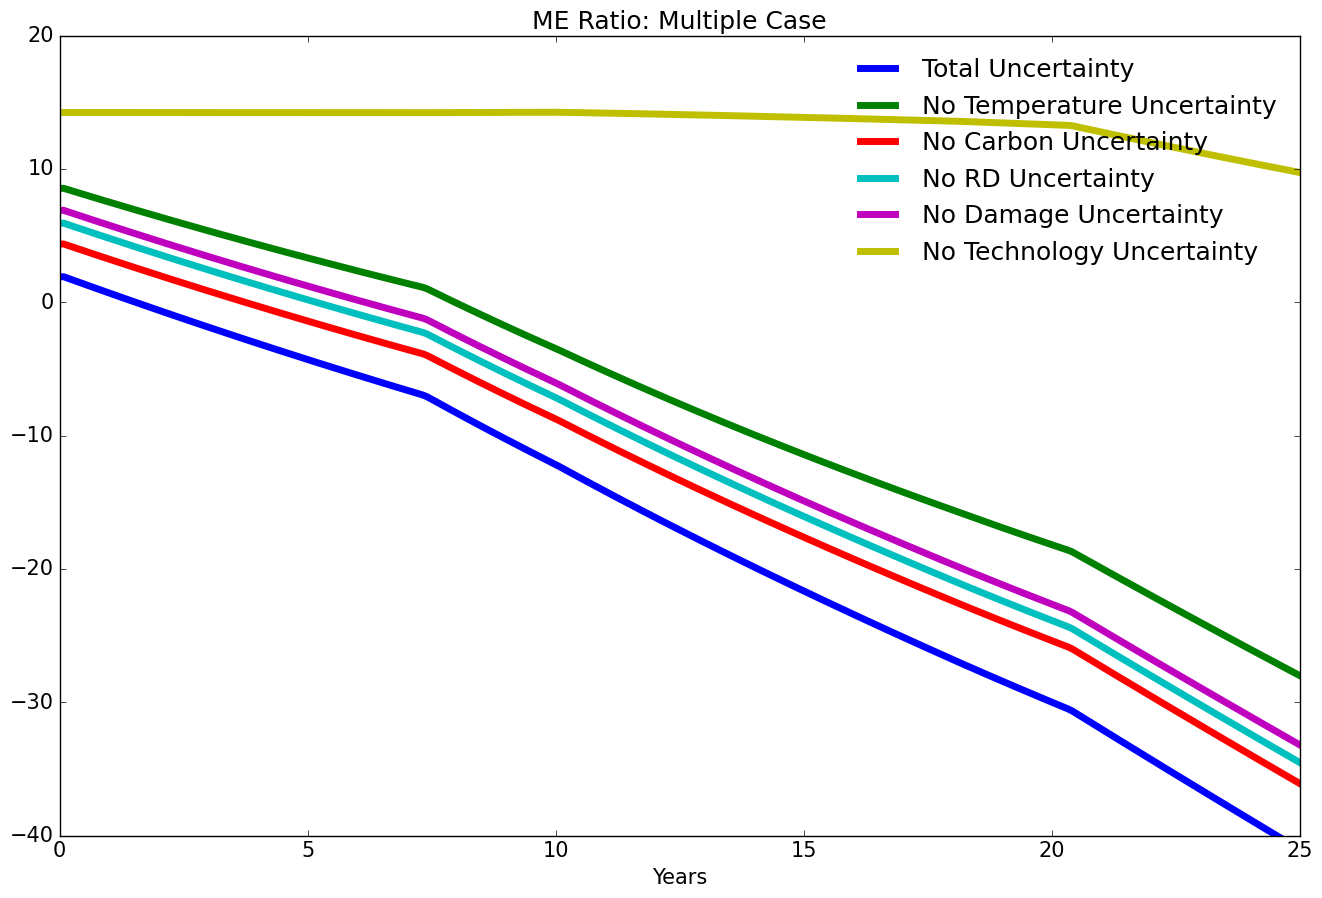 ME Ratio: Multiple Case
20
10
0
−10
−20
−30
−40
Total Uncertainty
No Temperature Uncertainty
No Carbon Uncertainty
No RD Uncertainty
No Damage Uncertainty
No Technology Uncertainty
0 5 10 15 20 25
Years